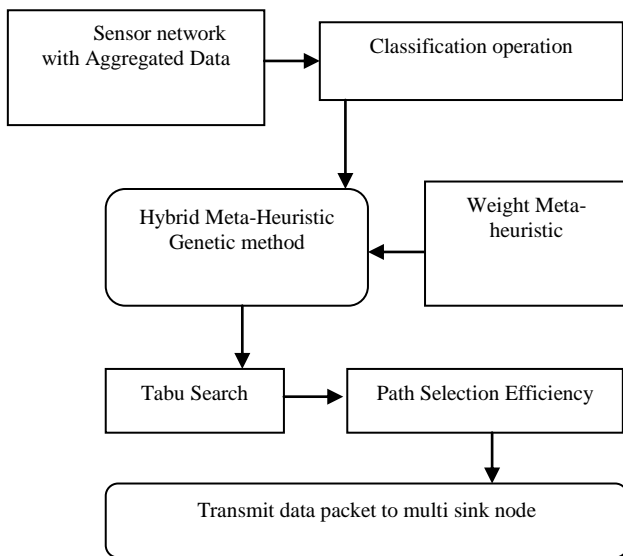 Sensor network
with Aggregated Data
Classification operation
Hybrid Meta-Heuristic
Genetic method
Weight Meta-
heuristic
Tabu Search
Path Selection Efficiency
Transmit data packet to multi sink node